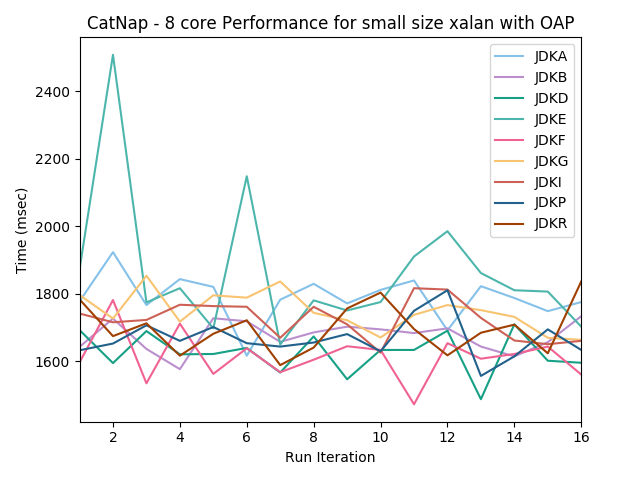 CatNap - 8 core Performance for small size xalan with OAP
JDKA
JDKB
JDKD
JDKE
JDKF
JDKG
JDKI
JDKP
JDKR
Time (msec)
2400
2200
2000
1800
1600
2 4 6 8 10 12 14 16
Run Iteration